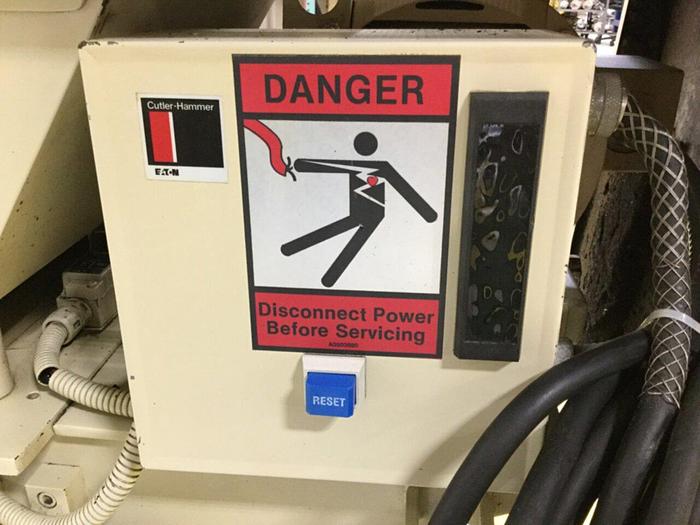 Cutler-Hammer
EATON
DANGER
Disconnect Power
Before Servicing
RESET